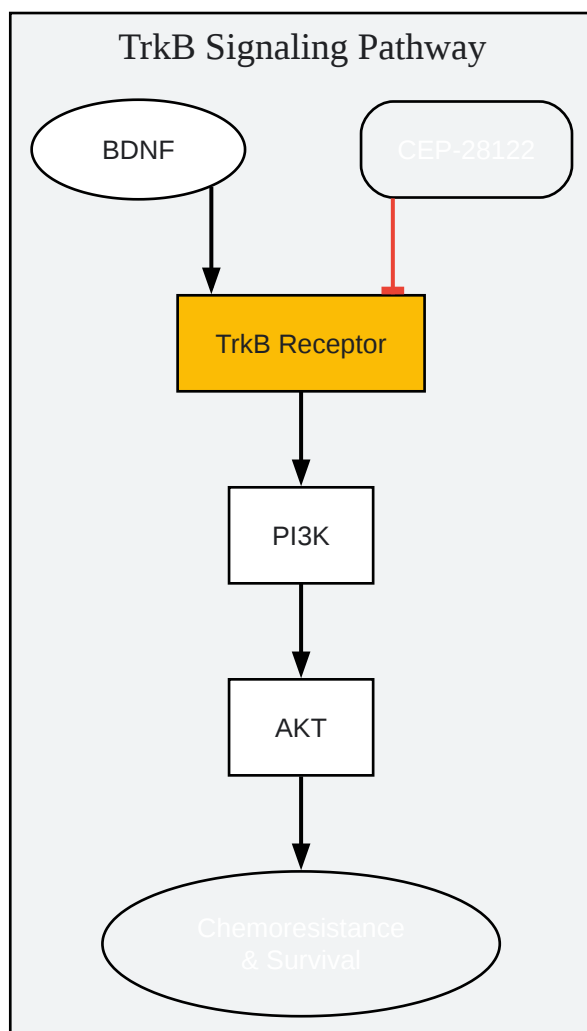 TrkB Signaling Pathway
BDNF
CEP-28122
TrkB Receptor
PI3K
AKT
Chemoresistance
& Survival